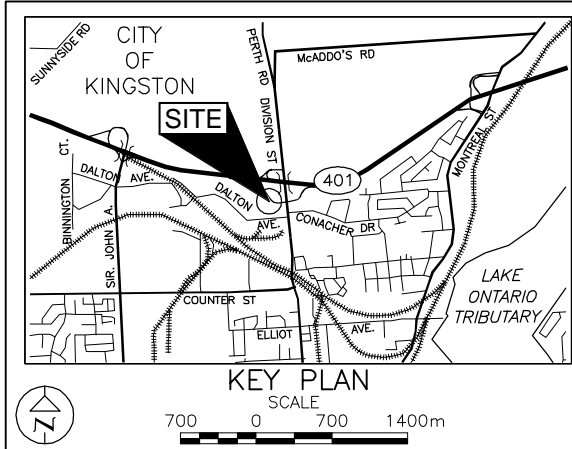 SUNNYSIDE RD
CITY
OF
KINGSTON
PERTH RD
DIVISION ST
McADDO'S RD
SITE
401
MONTREAL ST
BINNINGTON CT.
DALTON
AVE.
DALTON
AVE.
CONACHER DR
SIR. JOHN A.
COUNTER ST
ELLIOT AVE.
LAKE
ONTARIO
TRIBUTARY
KEY PLAN
SCALE
700 0 700 1400m
N